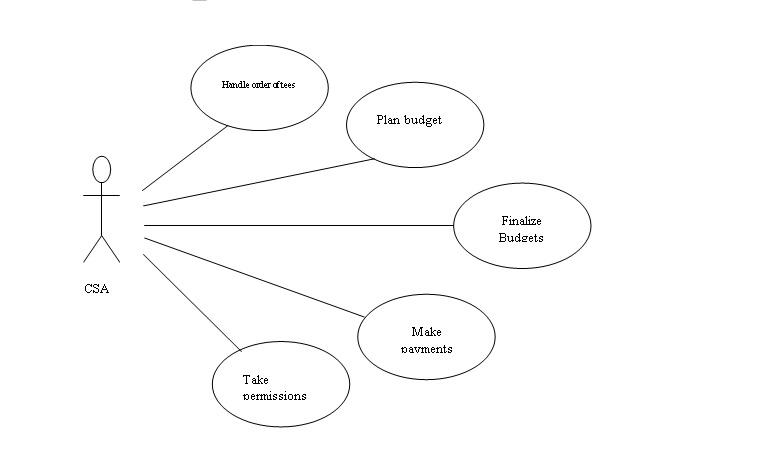 Handle order of tees
Plan budget
Finalize
Budgets
CSA
Make
payments
Take
permissions